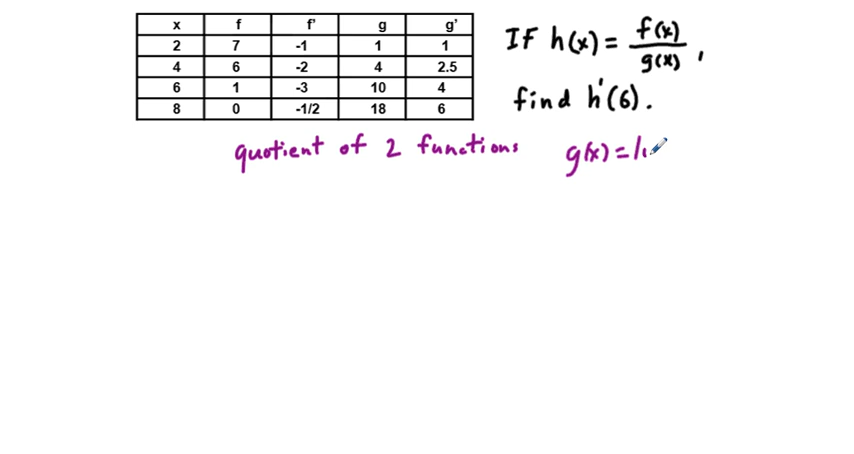 x f f' g g'
2 7 -1 1 1
4 6 -2 4 2.5
6 1 -3 10 4
8 0 -1/2 18 6
If h(x) = f(x)/g(x) ,
find h'(6).
quotient of 2 functions g(x) =